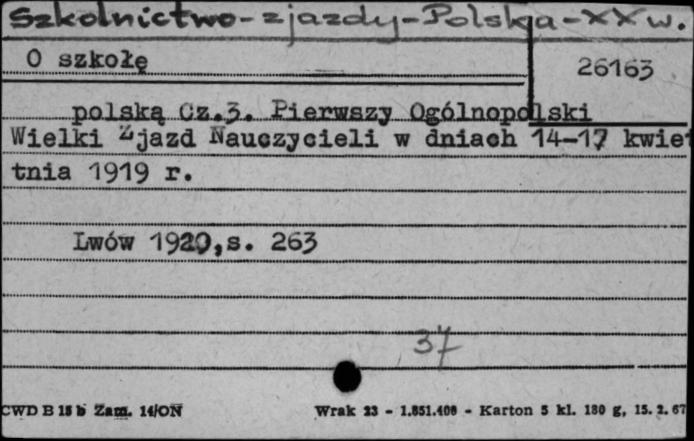 Szkolnictwo-zjazdy-Polska-XX w.
O szkołę
26163
polską Cz.3. Pierwszy Ogólnopolski
Wielki Zjazd Nauczycieli w dniach 14-17 kwie
tnia 1919 r.
Lwów 1920,s. 263
37
CWD B 15 b Zam. 14/ON
Wrak 23 - 1.851.408 - Karton 5 kl. 180 g, 15.2.67